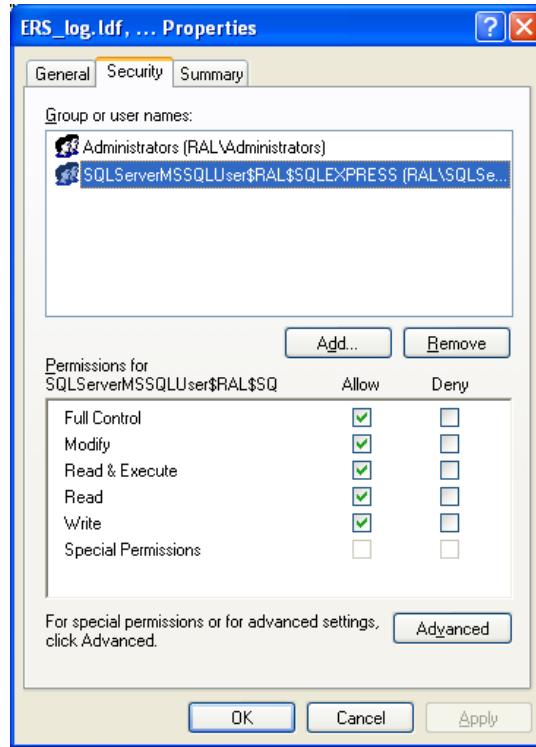 ERS_log.ldf, ... Properties
General Security Summary
Group or user names:
Administrators (RAL\Administrators)
SQLServerMSSQLUser$RAL$SQLEXPRESS (RAL\SQLSe...
Add... Remove
Permissions for
SQLServerMSSQLUser$RAL$SQ Allow Deny
Full Control
Modify
Read & Execute
Read
Write
Special Permissions
For special permissions or for advanced settings,
click Advanced.
Advanced
OK Cancel Apply